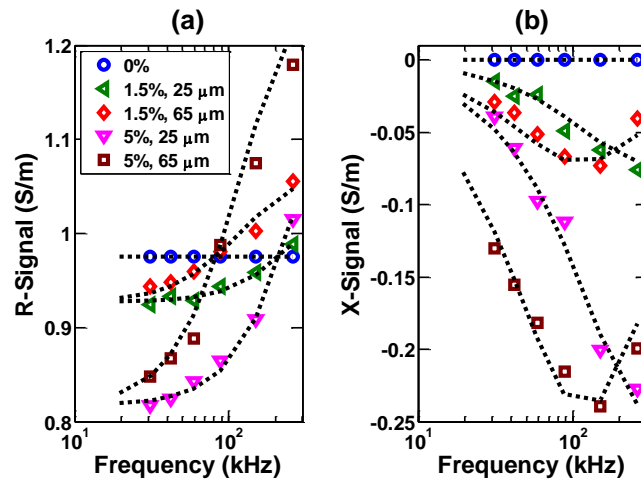 (a)
(b)
1.2
1.1
1
0.9
0.8
R-Signal (S/m)
0%
1.5%, 25 μm
1.5%, 65 μm
5%, 25 μm
5%, 65 μm
10^1
10^2
Frequency (kHz)
0
-0.05
-0.1
-0.15
-0.2
-0.25
X-Signal (S/m)
10^1
10^2
Frequency (kHz)